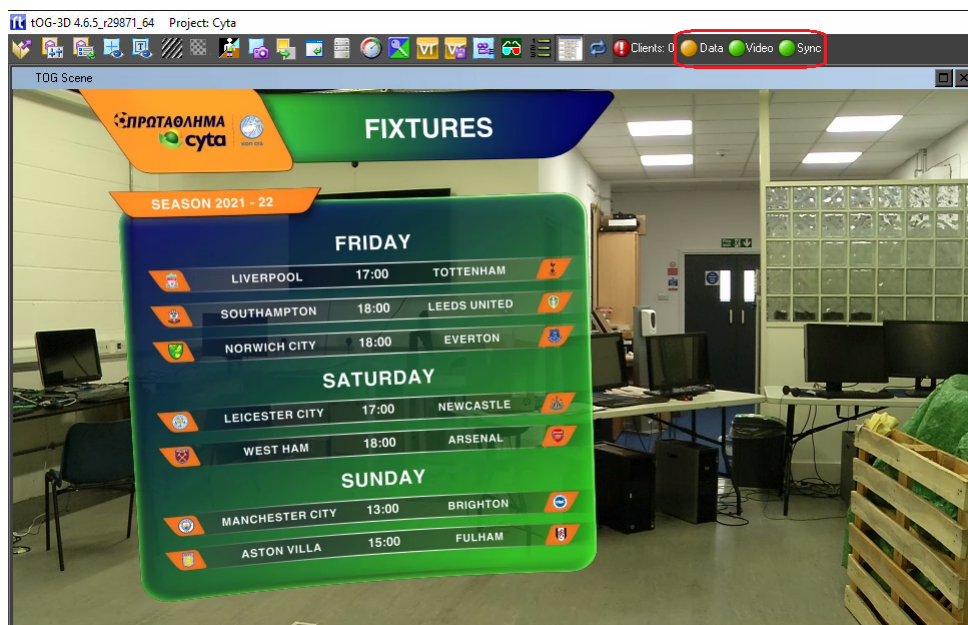 tOG-3D 4.6.5_r29871_64 Project: Cyta
Clients: 0 Data Video Sync
TOG Scene
ΠΡΩΤΑΘΛΗΜΑ
cyta
FIXTURES
SEASON 2021 - 22
FRIDAY
LIVERPOOL 17:00 TOTTENHAM
SOUTHAMPTON 18:00 LEEDS UNITED
NORWICH CITY 18:00 EVERTON
SATURDAY
LEICESTER CITY 17:00 NEWCASTLE
WEST HAM 18:00 ARSENAL
SUNDAY
MANCHESTER CITY 13:00 BRIGHTON
ASTON VILLA 15:00 FULHAM